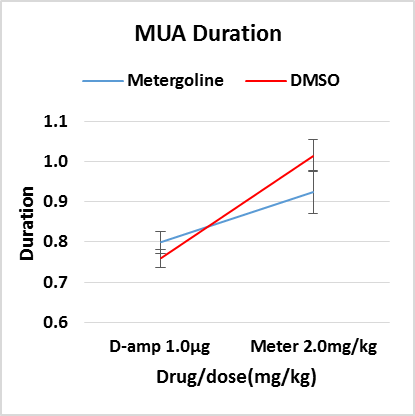 MUA Duration
Metergoline DMSO
1.1
1.0
0.9
0.8
0.7
0.6
Duration
D-amp 1.0µg Meter 2.0mg/kg
Drug/dose(mg/kg)